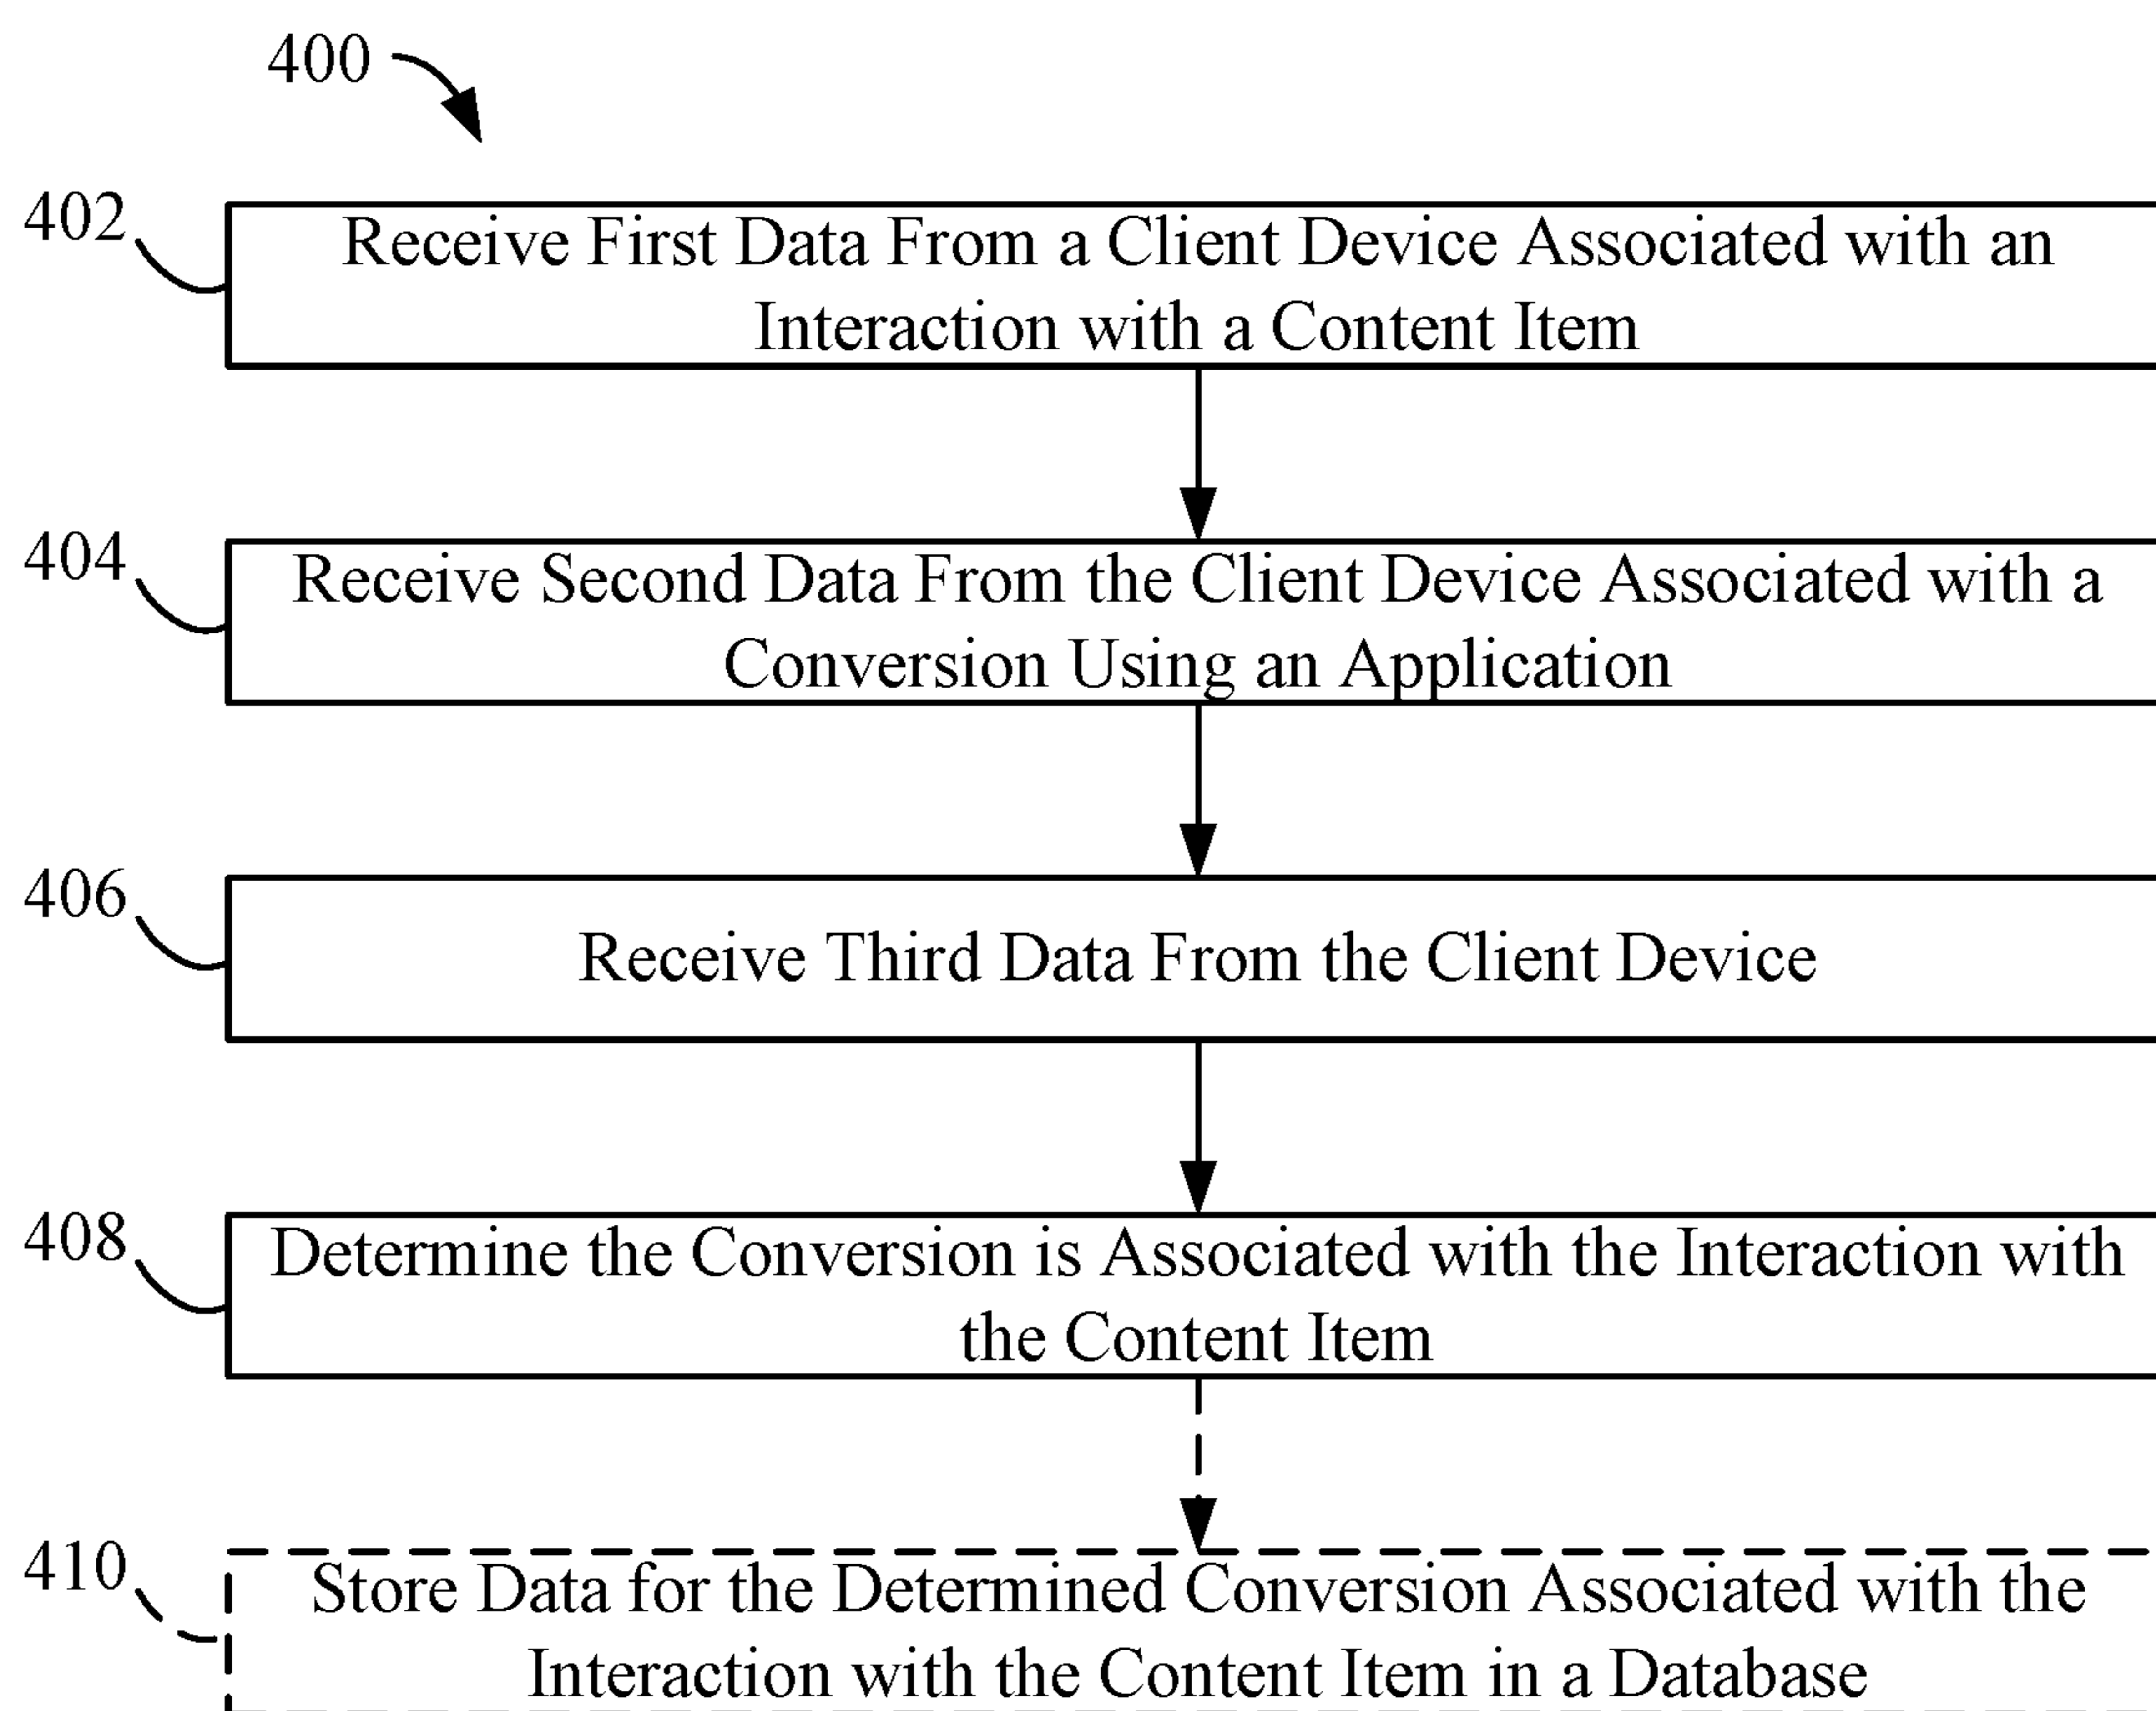 400
402
Receive First Data From a Client Device Associated with an
Interaction with a Content Item
404
Receive Second Data From the Client Device Associated with a
Conversion Using an Application
406
Receive Third Data From the Client Device
408
Determine the Conversion is Associated with the Interaction with
the Content Item
410
Store Data for the Determined Conversion Associated with the
Interaction with the Content Item in a Database